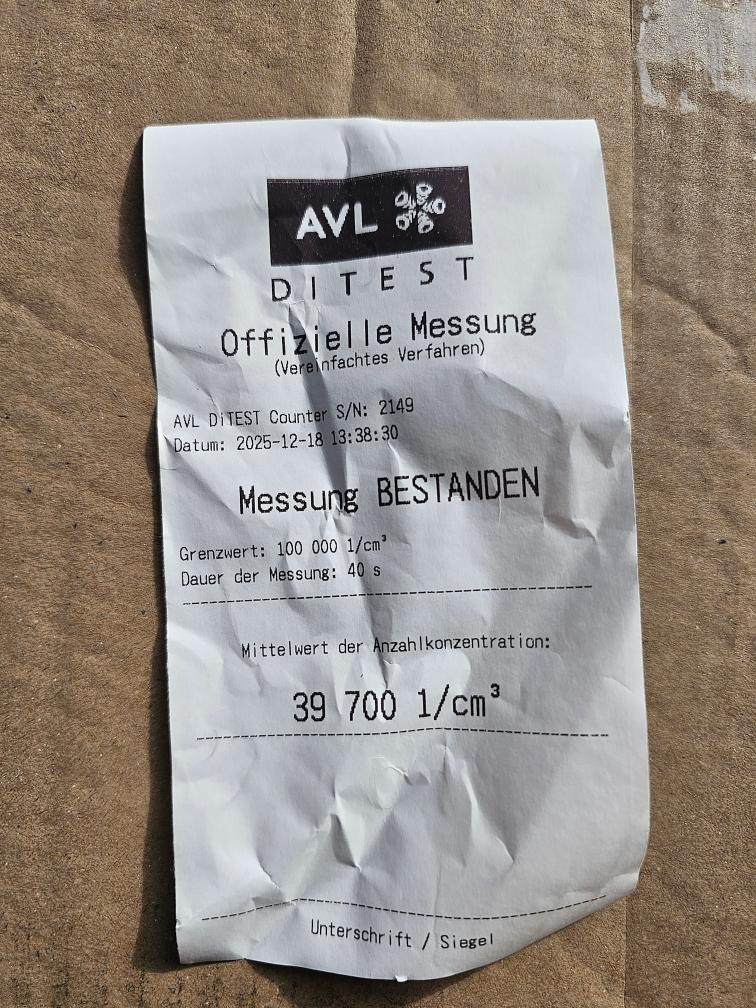 AVL
DITEST
Offizielle Messung
(Vereinfachtes Verfahren)
AVL DiTEST Counter S/N: 2149
Datum: 2025-12-18 13:38:30
Messung BESTANDEN
Grenzwert: 100 000 1/cm³
Dauer der Messung: 40 s
Mittelwert der Anzahlkonzentration:
39 700 1/cm³
Unterschrift / Siegel